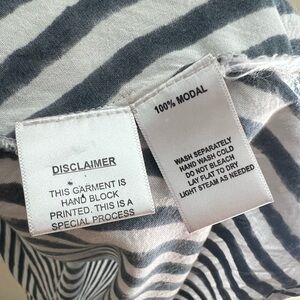 DISCLAIMER
THIS GARMENT IS
HAND BLOCK
PRINTED. THIS IS A
SPECIAL PROCESS
100% MODAL
WASH SEPARATELY
HAND WASH COLD
DO NOT BLEACH
LAY FLAT TO DRY
LIGHT STEAM AS NEEDED